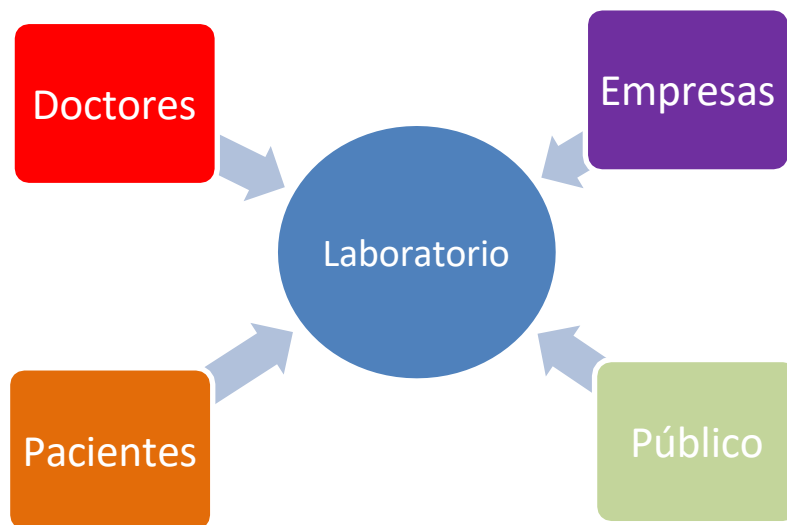 Doctores
Empresas
Laboratorio
Pacientes
Público